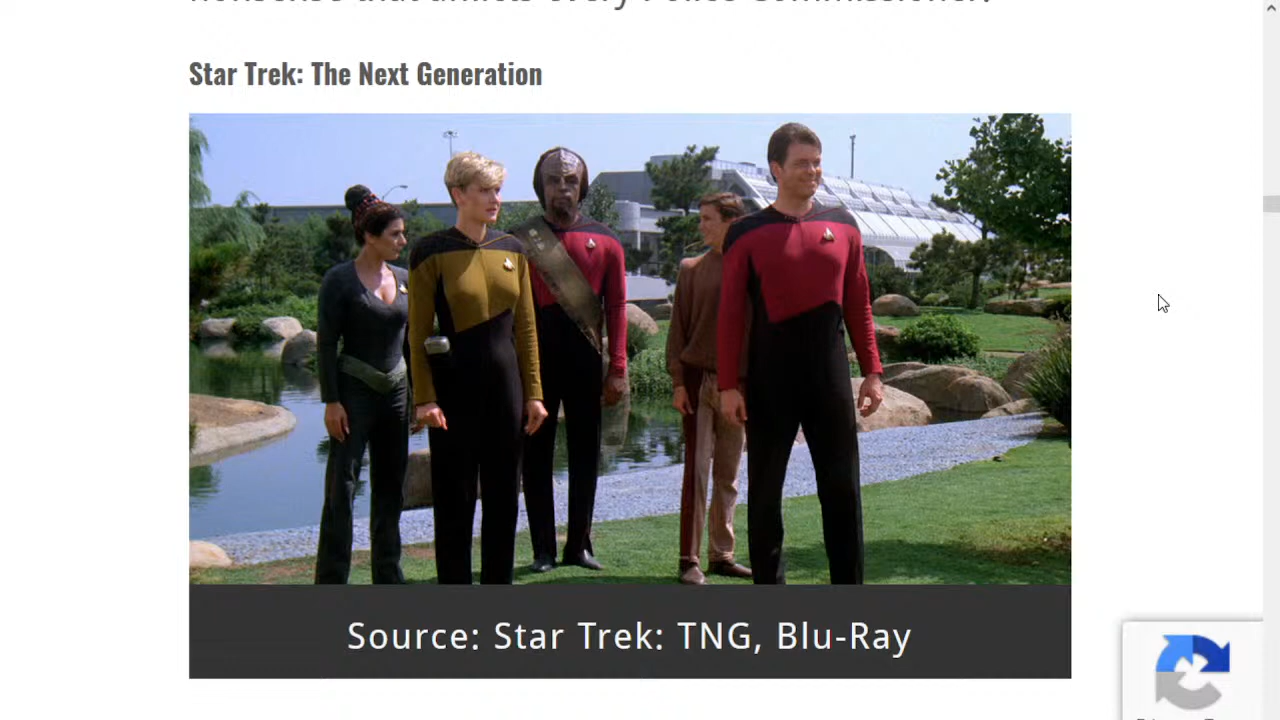 Star Trek: The Next Generation
Source: Star Trek: TNG, Blu-Ray